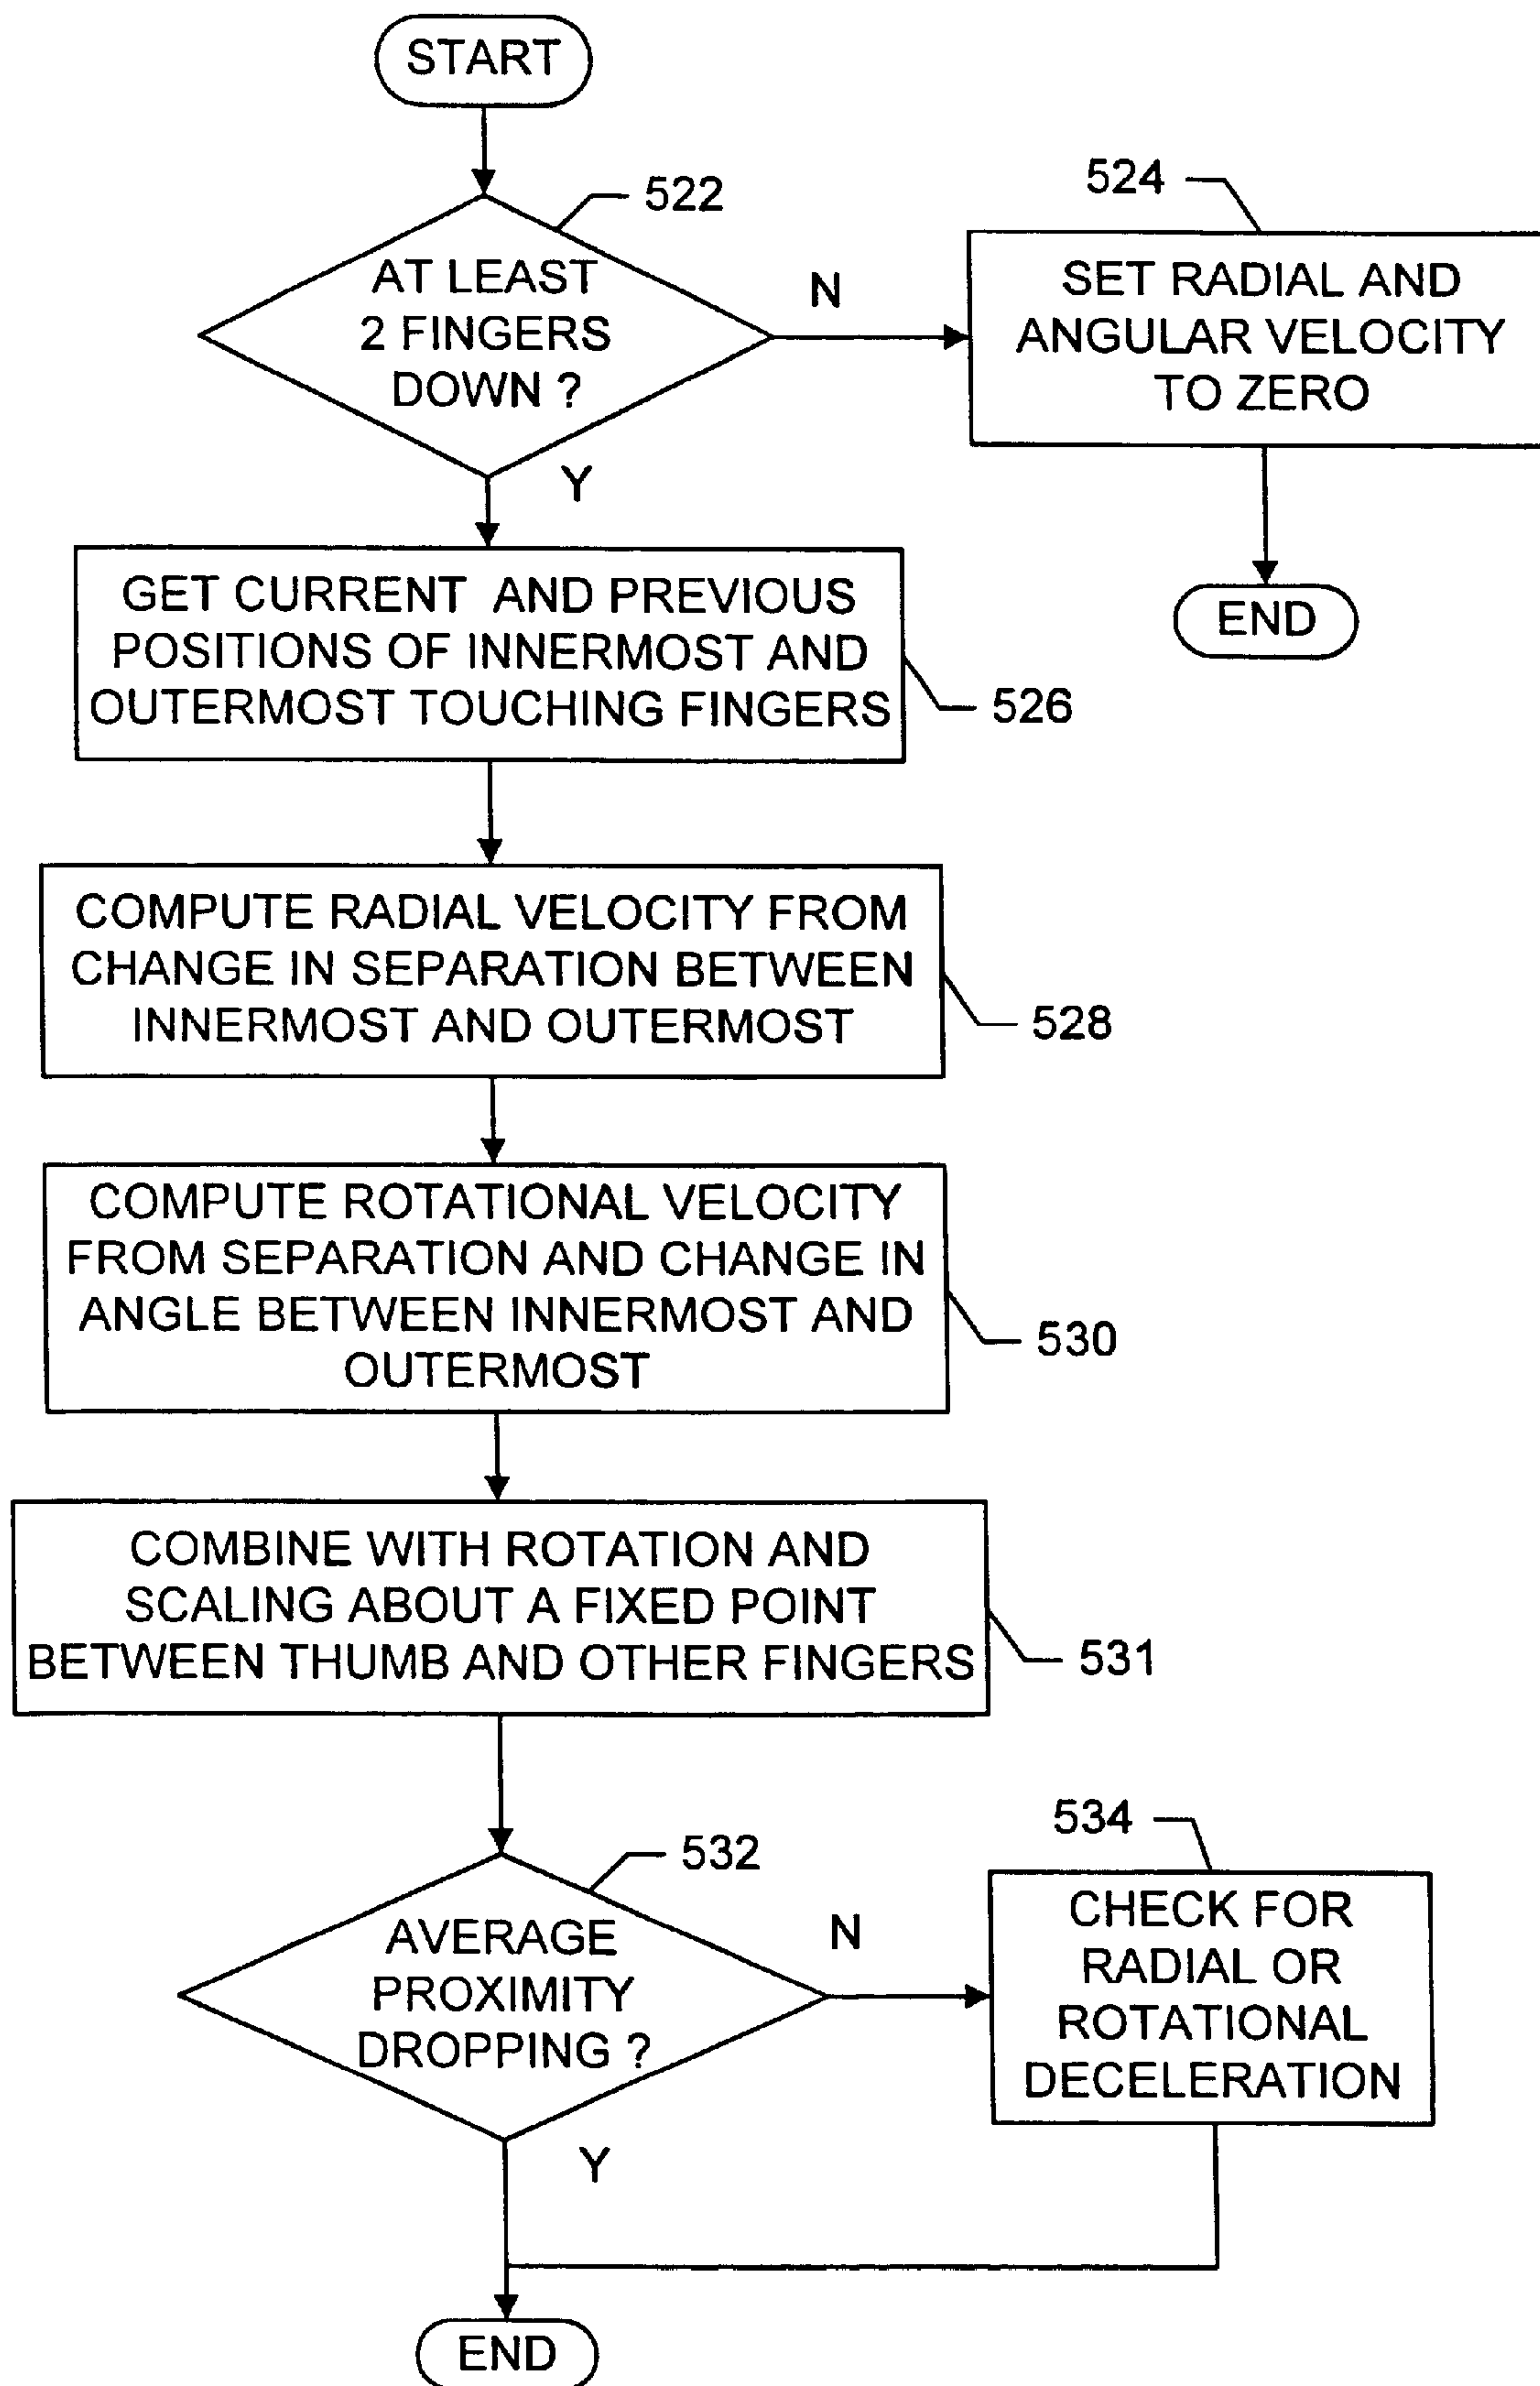 START
522
AT LEAST
2 FINGERS
DOWN ?
N
524
SET RADIAL AND
ANGULAR VELOCITY
TO ZERO
END
Y
GET CURRENT AND PREVIOUS
POSITIONS OF INNERMOST AND
OUTERMOST TOUCHING FINGERS
526
COMPUTE RADIAL VELOCITY FROM
CHANGE IN SEPARATION BETWEEN
INNERMOST AND OUTERMOST
528
COMPUTE ROTATIONAL VELOCITY
FROM SEPARATION AND CHANGE IN
ANGLE BETWEEN INNERMOST AND
OUTERMOST
530
COMBINE WITH ROTATION AND
SCALING ABOUT A FIXED POINT
BETWEEN THUMB AND OTHER FINGERS
531
532
AVERAGE
PROXIMITY
DROPPING ?
N
534
CHECK FOR
RADIAL OR
ROTATIONAL
DECELERATION
Y
END